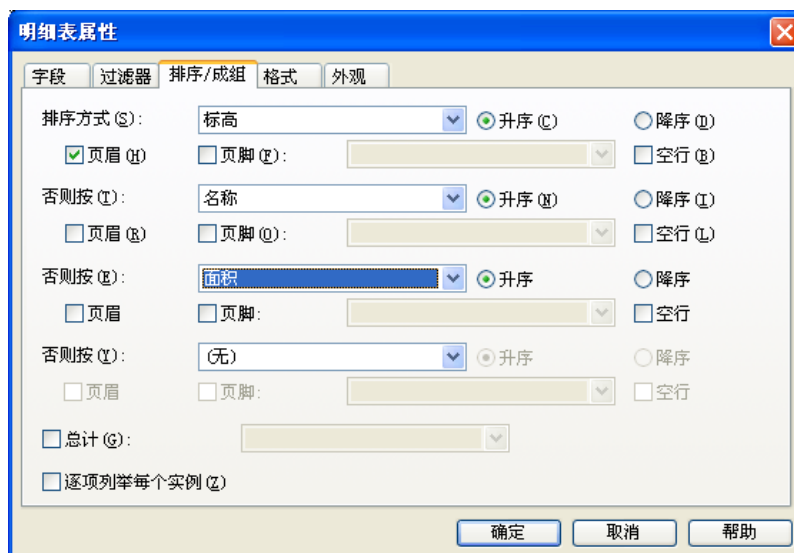 明细表属性
字段 过滤器 排序/成组 格式 外观
排序方式(S): 标高 升序(C) 降序(D)
页眉(H) 页脚(F): 空行(B)
否则按(T): 名称 升序(N) 降序(I)
页眉(R) 页脚(O): 空行(L)
否则按(E): 面积 升序 降序
页眉 页脚: 空行
否则按(Y): (无) 升序 降序
页眉 页脚: 空行
总计(G):
逐项列举每个实例(Z)
确定 取消 帮助